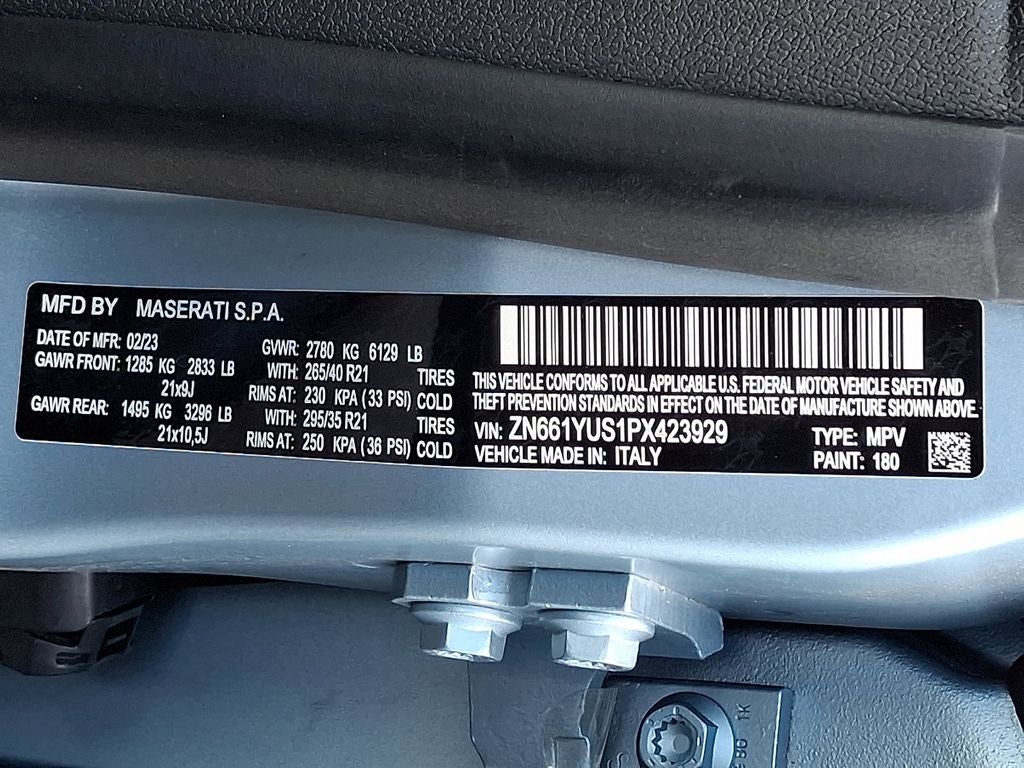 MFD BY MASERATI S.P.A.
DATE OF MFR: 02/23 GVWR: 2780 KG 6129 LB
GAWR FRONT: 1285 KG 2833 LB WITH: 265/40 R21 TIRES
21x9J RIMS AT: 230 KPA (33 PSI) COLD
GAWR REAR: 1495 KG 3296 LB WITH: 295/35 R21 TIRES
21x10,5J RIMS AT: 250 KPA (36 PSI) COLD
THIS VEHICLE CONFORMS TO ALL APPLICABLE U.S. FEDERAL MOTOR VEHICLE SAFETY AND
THEFT PREVENTION STANDARDS IN EFFECT ON THE DATE OF MANUFACTURE SHOWN ABOVE.
VIN: ZN661YUS1PX423929 TYPE: MPV
VEHICLE MADE IN: ITALY PAINT: 180